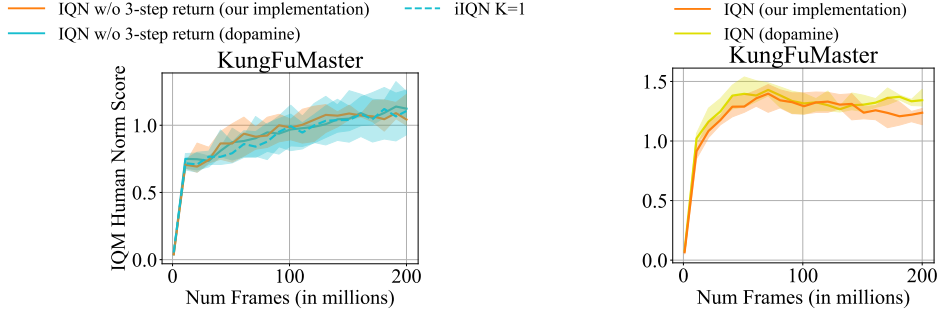 IQN w/o 3-step return (our implementation)
iIQN K=1
IQN w/o 3-step return (dopamine)
KungFuMaster
IQM Human Norm Score
1.0
0.5
0.0
0
100
200
Num Frames (in millions)
IQN (our implementation)
IQN (dopamine)
KungFuMaster
1.5
1.0
0.5
0.0
0
100
200
Num Frames (in millions)